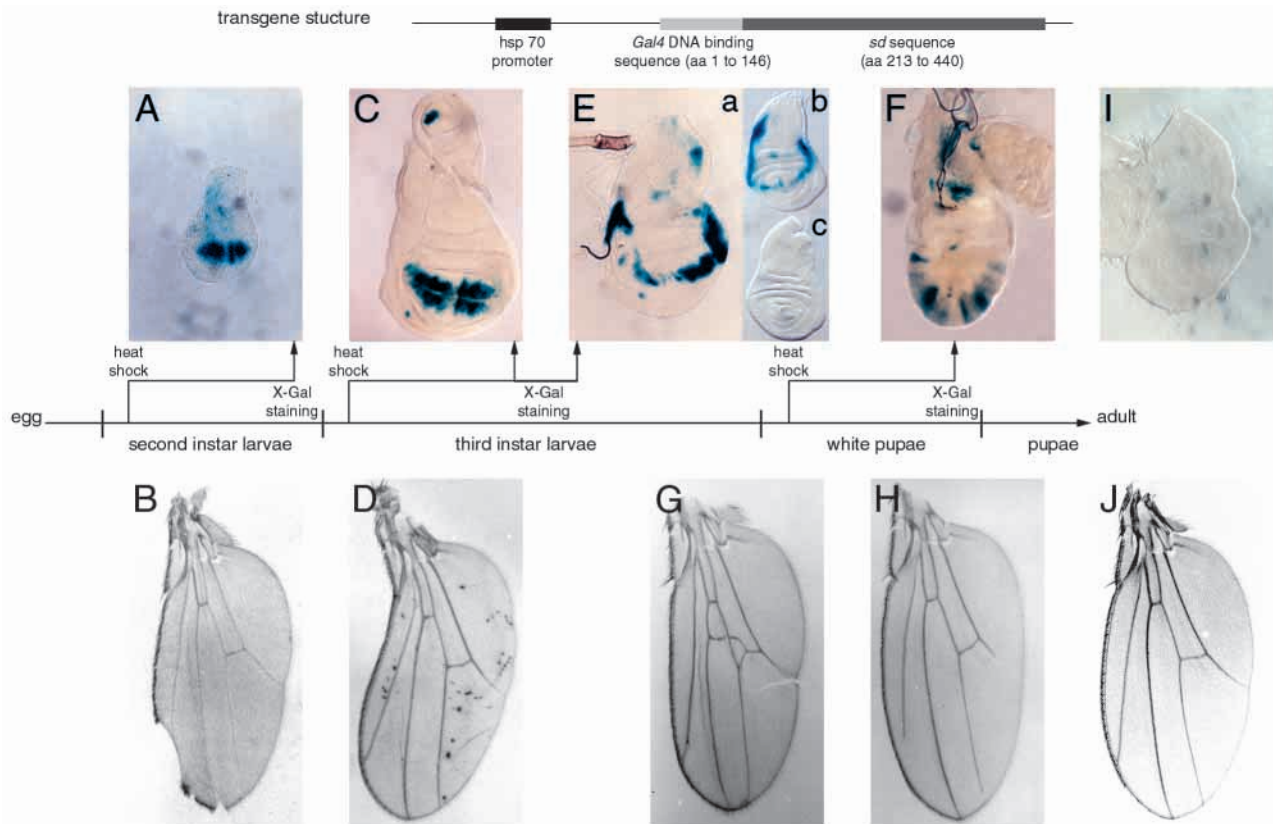 transgene stucture
hsp 70
promoter
Gal4 DNA binding
sequence (aa 1 to 146)
sd sequence
(aa 213 to 440)
A
C
E
a
b
c
F
I
heat
shock
X-Gal
staining
heat
shock
X-Gal
staining
heat
shock
X-Gal
staining
egg
adult
second instar larvae
third instar larvae
white pupae
pupae
B
D
G
H
J